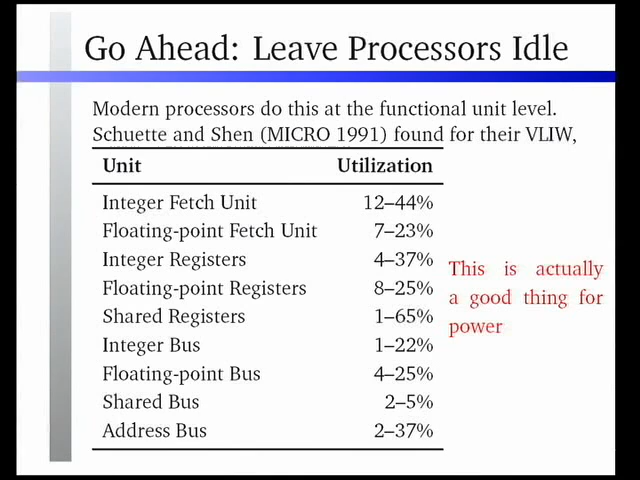 Go Ahead: Leave Processors Idle
Modern processors do this at the functional unit level.
Schuette and Shen (MICRO 1991) found for their VLIW,
Unit Utilization
Integer Fetch Unit 12–44%
Floating-point Fetch Unit 7–23%
Integer Registers 4–37%
Floating-point Registers 8–25%
Shared Registers 1–65%
Integer Bus 1–22%
Floating-point Bus 4–25%
Shared Bus 2–5%
Address Bus 2–37%
This is actually
a good thing for
power